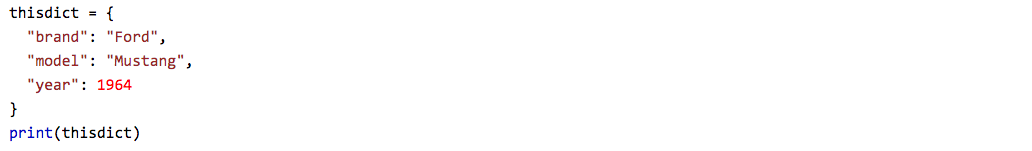 thisdict = {
  "brand": "Ford",
  "model": "Mustang",
  "year": 1964
}
print(thisdict)